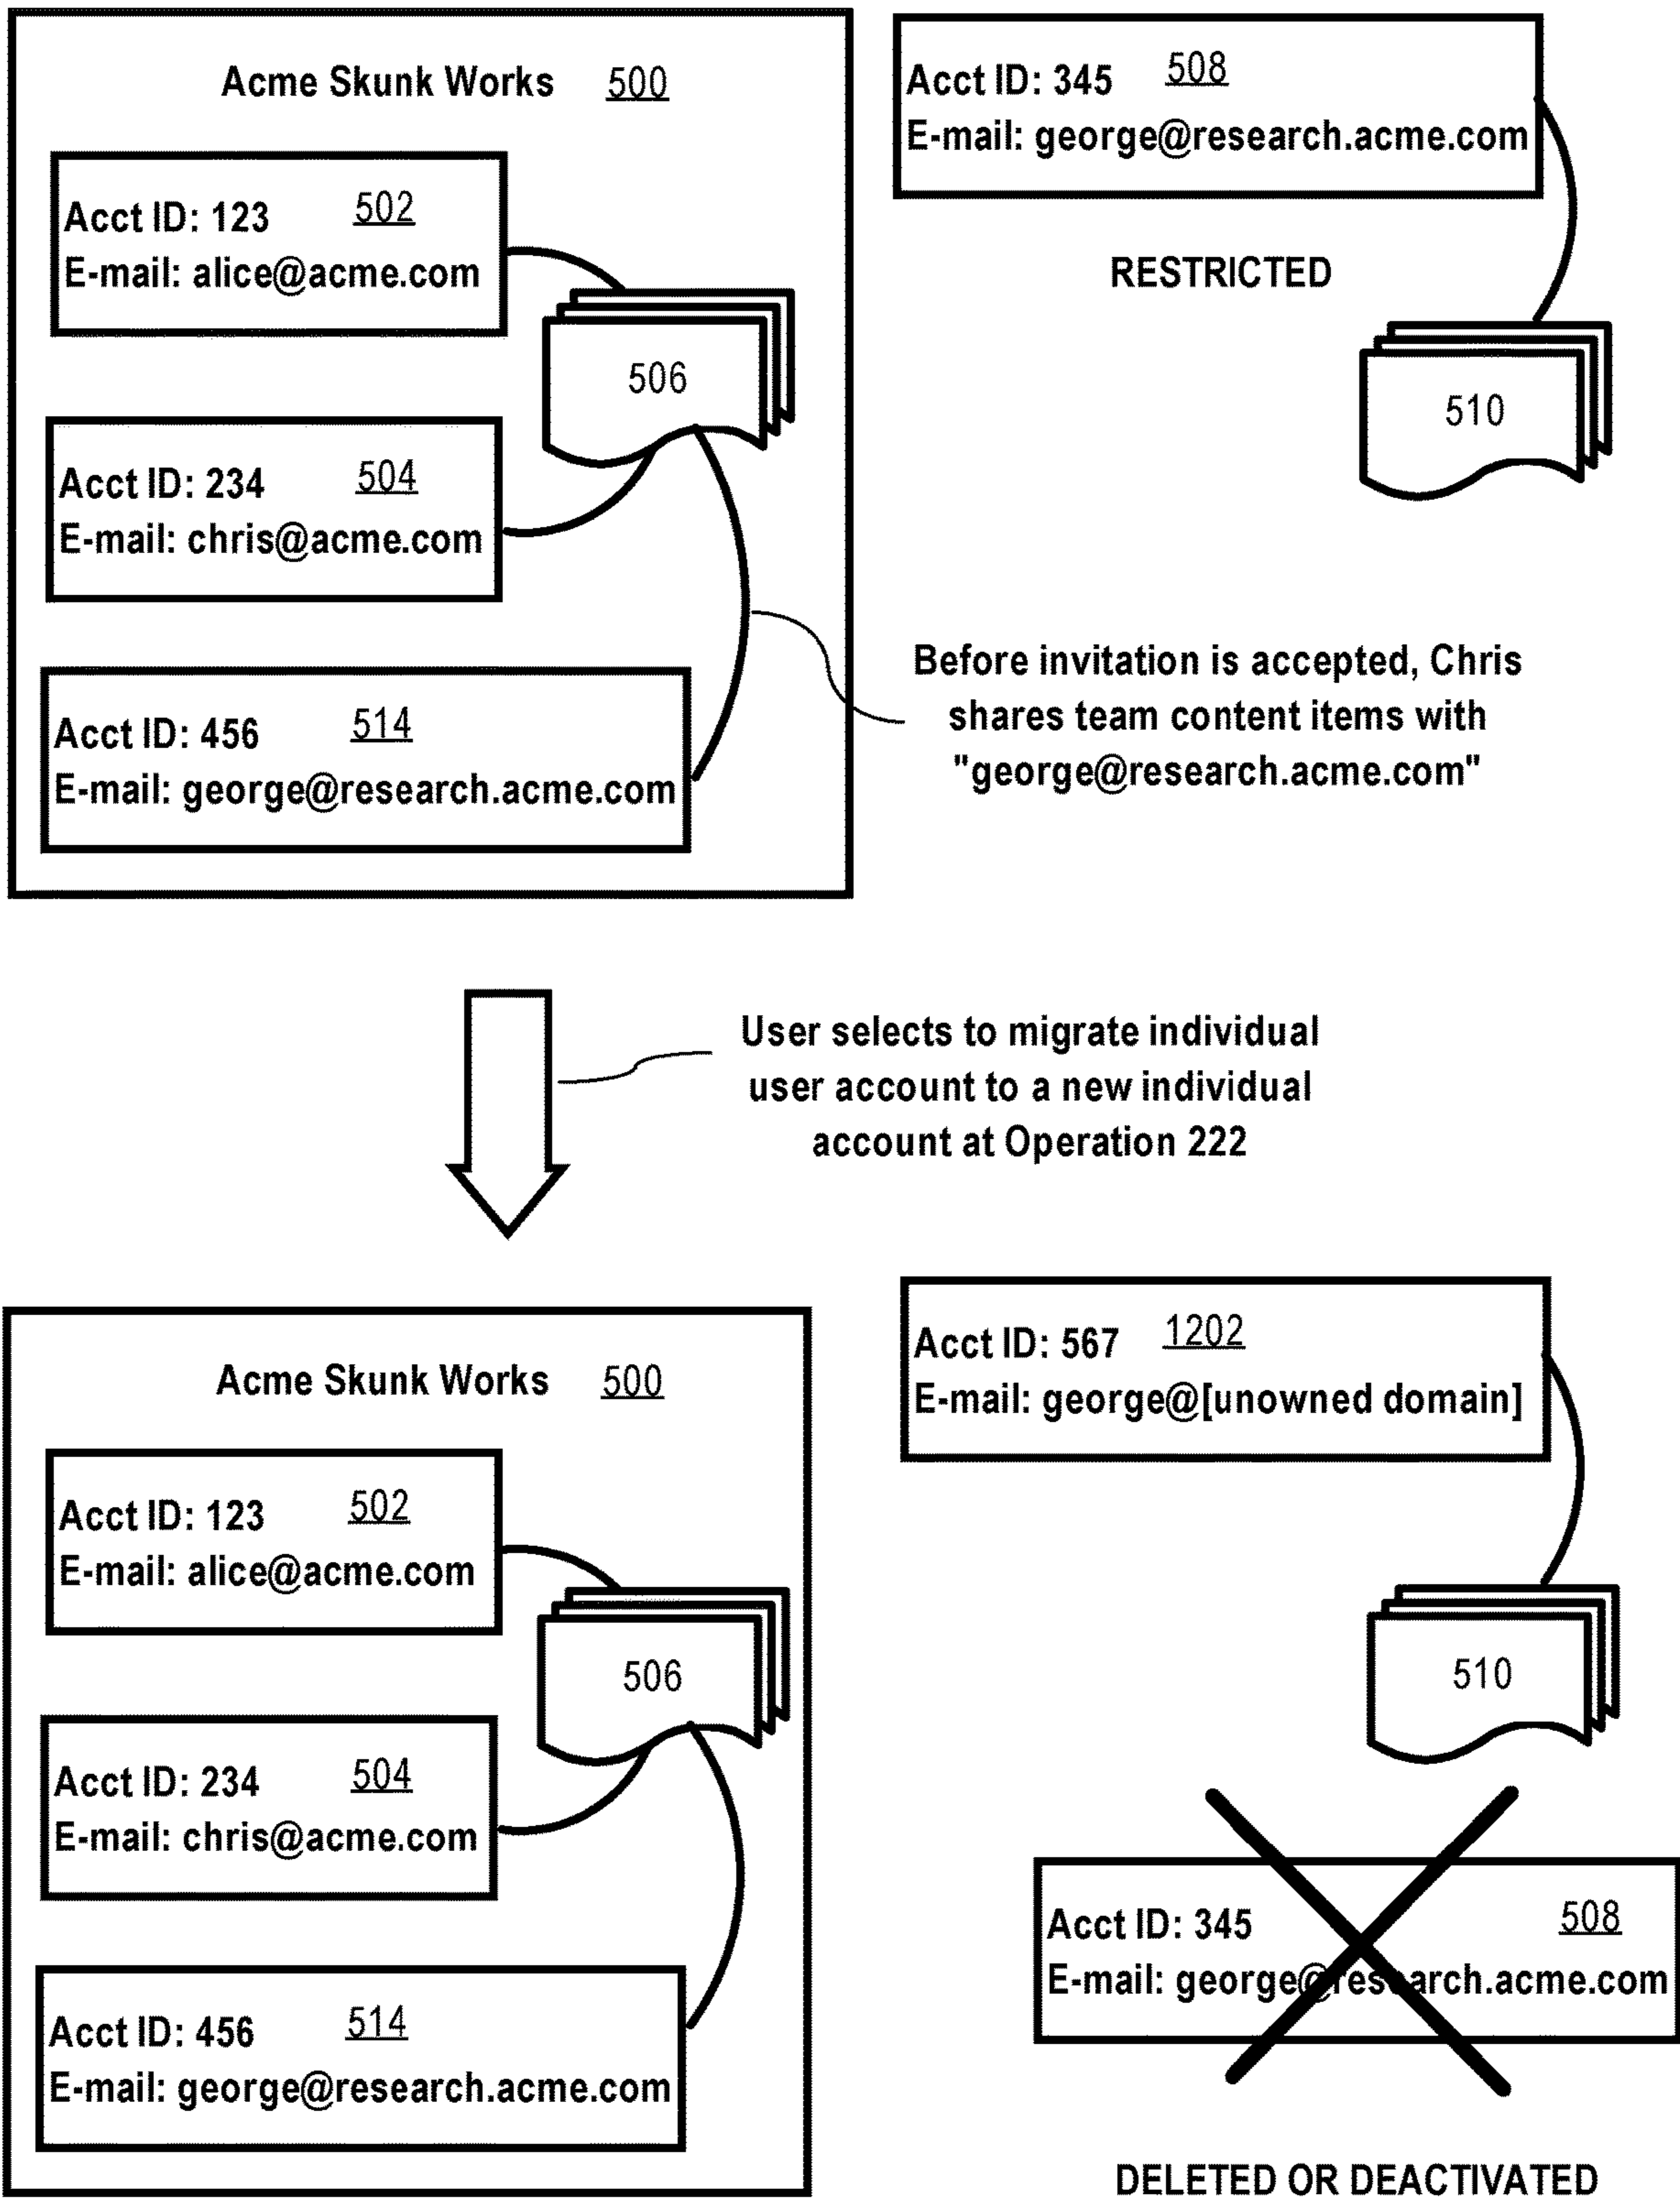 Acme Skunk Works 500
Acct ID: 123 502
E-mail: alice@acme.com
506
Acct ID: 234 504
E-mail: chris@acme.com
Acct ID: 456 514
E-mail: george@research.acme.com
Acct ID: 345 508
E-mail: george@research.acme.com
RESTRICTED
510
Before invitation is accepted, Chris
shares team content items with
"george@research.acme.com"
User selects to migrate individual
user account to a new individual
account at Operation 222
Acme Skunk Works 500
Acct ID: 123 502
E-mail: alice@acme.com
506
Acct ID: 234 504
E-mail: chris@acme.com
Acct ID: 456 514
E-mail: george@research.acme.com
Acct ID: 567 1202
E-mail: george@[unowned domain]
510
Acct ID: 345 508
E-mail: george@research.acme.com
DELETED OR DEACTIVATED